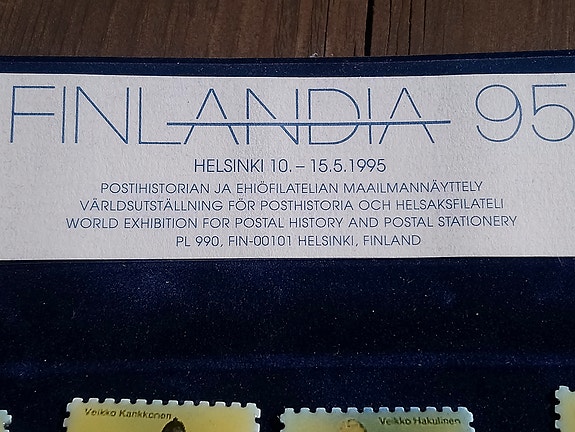 FINLANDIA 95
HELSINKI 10. – 15.5.1995
POSTIHISTORIAN JA EHIÖFILATELIAN MAAILMANNÄYTTELY
VÄRLDSUTSTÄLLNING FÖR POSTHISTORIA OCH HELSAKSFILATELI
WORLD EXHIBITION FOR POSTAL HISTORY AND POSTAL STATIONERY
PL 990, FIN-00101 HELSINKI, FINLAND
Veikko Kankkonen
Veikko Hakulinen